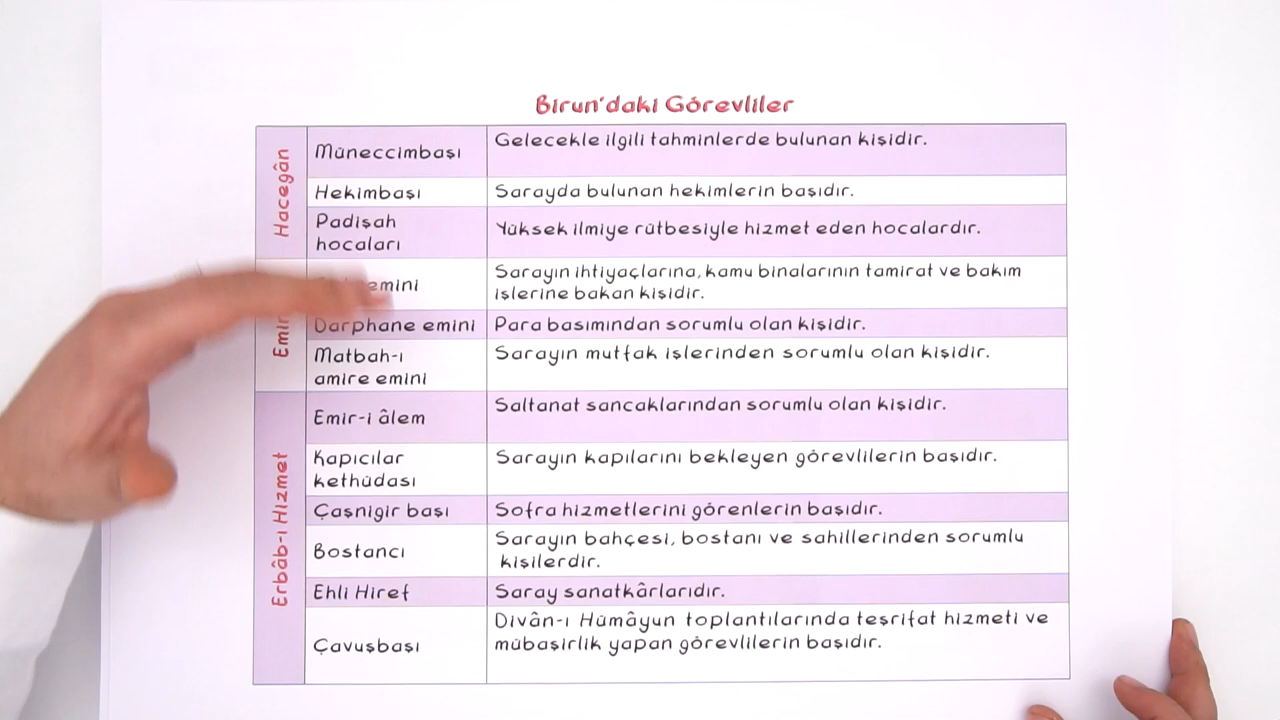 Birun'daki Görevliler
Hacegân
Müneccimbaşı
Gelecekle ilgili tahminlerde bulunan kişidir.
Hekimbaşı
Sarayda bulunan hekimlerin başıdır.
Padişah
hocaları
Yüksek ilmiye rütbesiyle hizmet eden hocalardır.
emini
Sarayın ihtiyaçlarına, kamu binalarının tamirat ve bakım
işlerine bakan kişidir.
Darphane emini
Para basımından sorumlu olan kişidir.
Matbah-ı
amire emini
Sarayın mutfak işlerinden sorumlu olan kişidir.
Erbâb-ı Hizmet
Emir-i âlem
Saltanat sancaklarından sorumlu olan kişidir.
Kapıcılar
kethüdası
Sarayın kapılarını bekleyen görevlilerin başıdır.
Çaşnigir başı
Sofra hizmetlerini görenlerin başıdır.
Bostancı
Sarayın bahçesi, bostanı ve sahillerinden sorumlu
kişilerdir.
Ehli Hiref
Saray sanatkârlarıdır.
Çavuşbaşı
Divân-ı Hümâyun toplantılarında teşrifat hizmeti ve
mübaşirlik yapan görevlilerin başıdır.